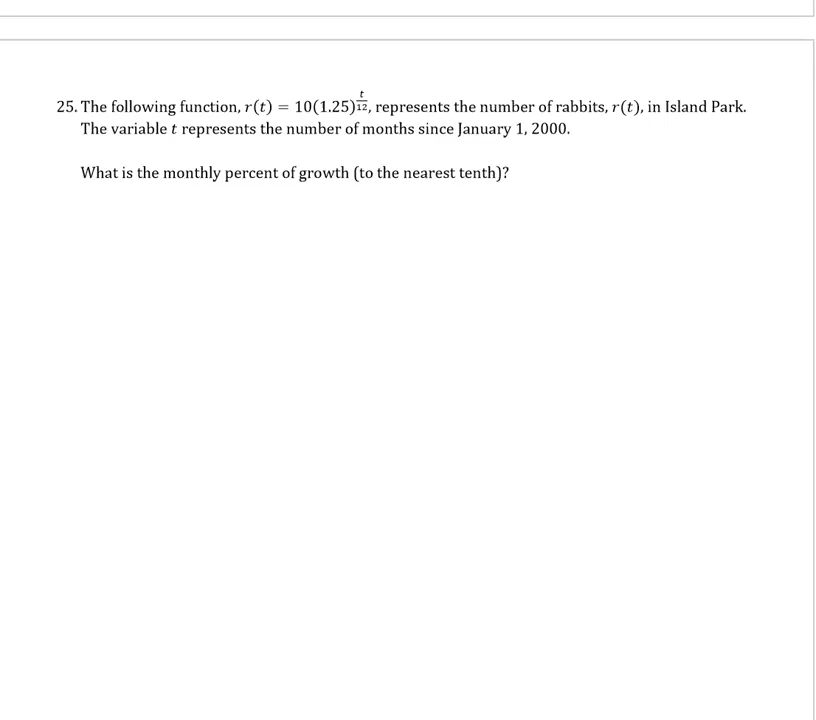 25. The following function, r(t) = 10(1.25)^(t/12), represents the number of rabbits, r(t), in Island Park.
The variable t represents the number of months since January 1, 2000.
What is the monthly percent of growth (to the nearest tenth)?